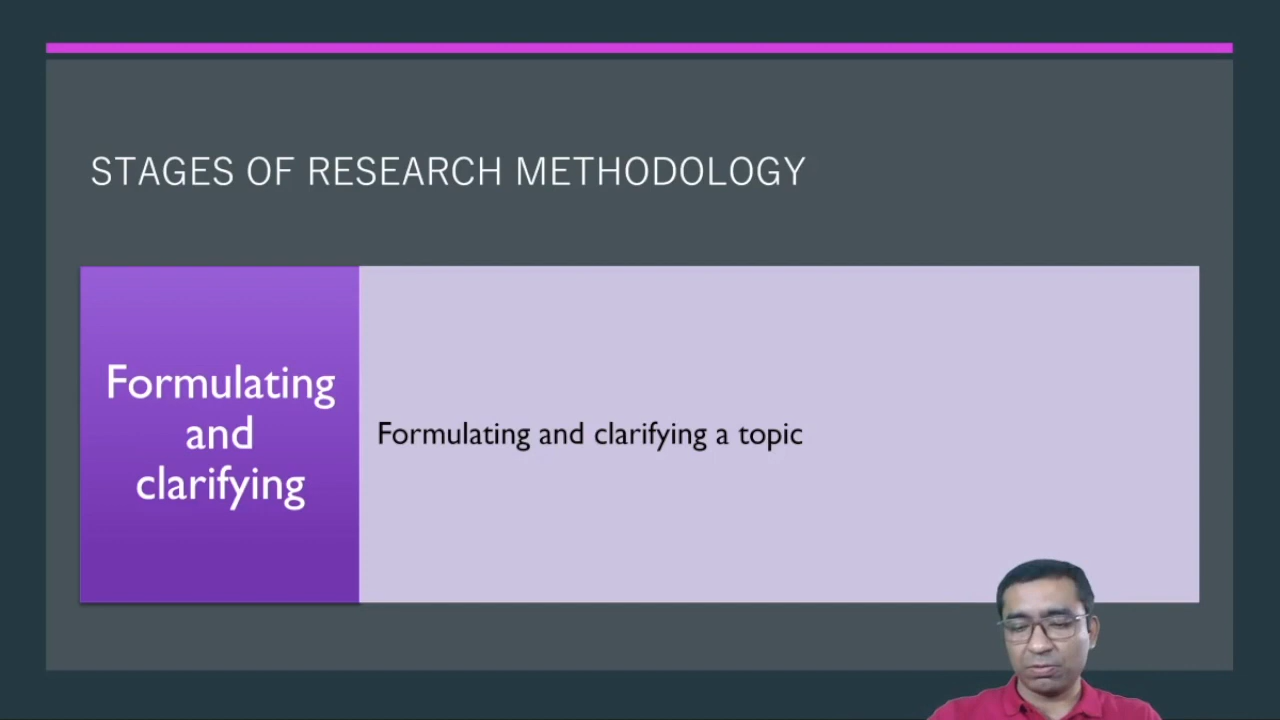 STAGES OF RESEARCH METHODOLOGY
Formulating
and
clarifying
Formulating and clarifying a topic